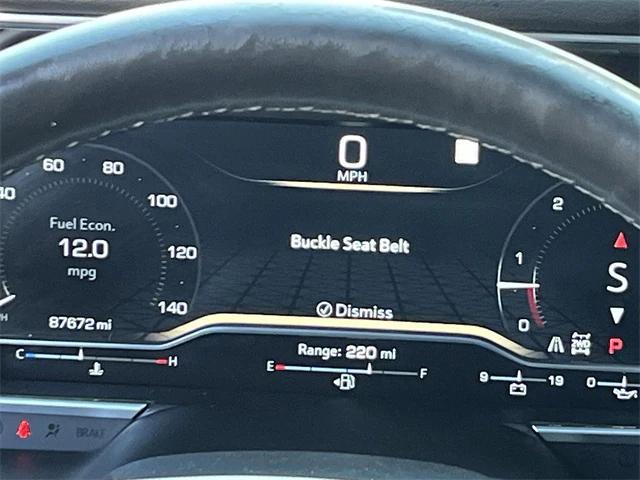 0
MPH
60 80
40 100
Fuel Econ.
12.0
mpg
120
140
87672 mi
Buckle Seat Belt
Dismiss
2
1
0
S
2WD
P
C H
Range: 220 mi
E F
9 19
0
BRAKE